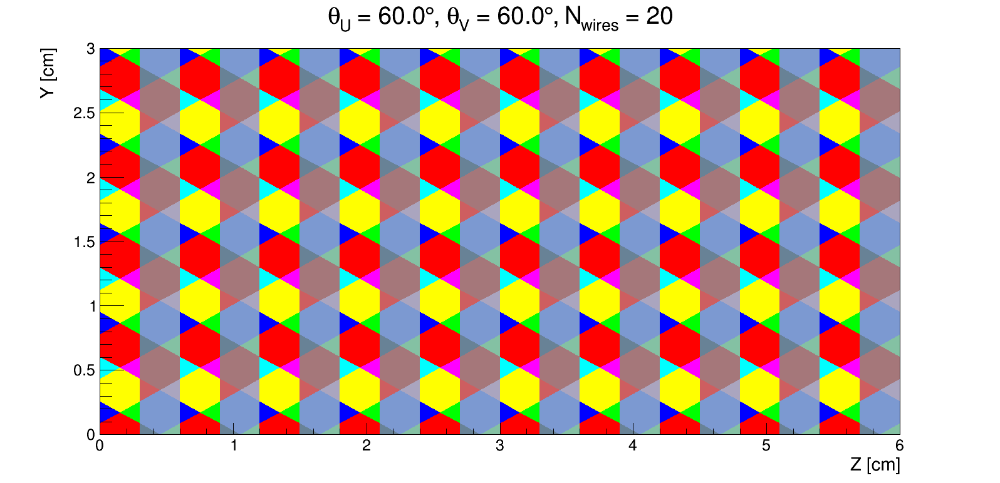 θU = 60.0°, θV = 60.0°, Nwires = 20
Y [cm]
3
2.5
2
1.5
1
0.5
0
0 1 2 3 4 5 6
Z [cm]